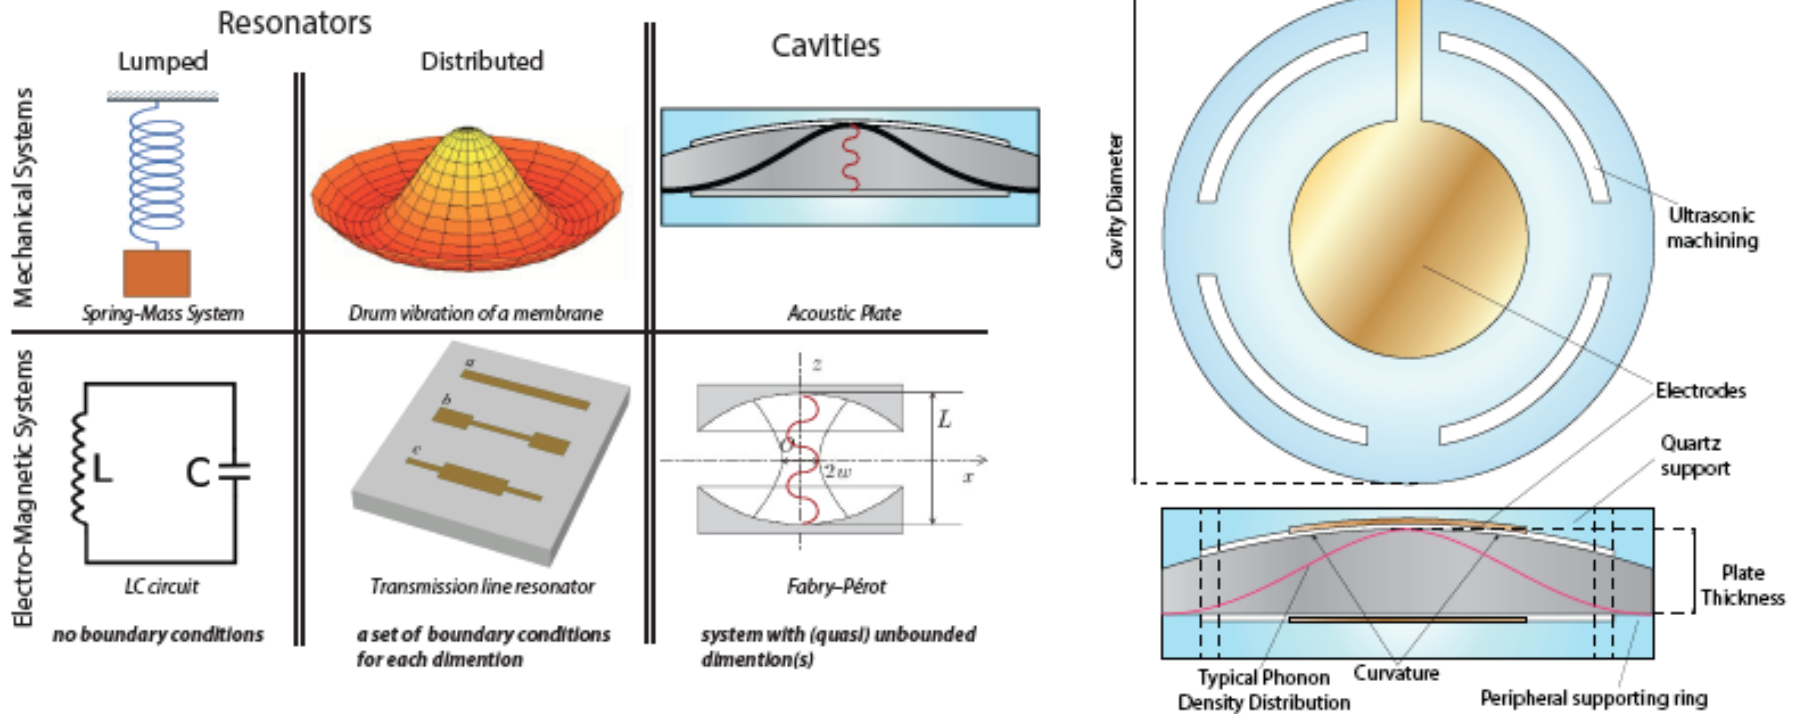 Resonators
Lumped
Distributed
Cavities
Mechanical Systems
Spring-Mass System
Drum vibration of a membrane
Acoustic Plate
Electro-Magnetic Systems
L
C
a
b
c
z
L
O
2w
x
LC circuit
Transmission line resonator
Fabry–Pérot
no boundary conditions
a set of boundary conditions
for each dimention
system with (quasi) unbounded
dimention(s)
Cavity Diameter
Ultrasonic
machining
Electrodes
Quartz
support
Plate
Thickness
Typical Phonon
Density Distribution
Curvature
Peripheral supporting ring